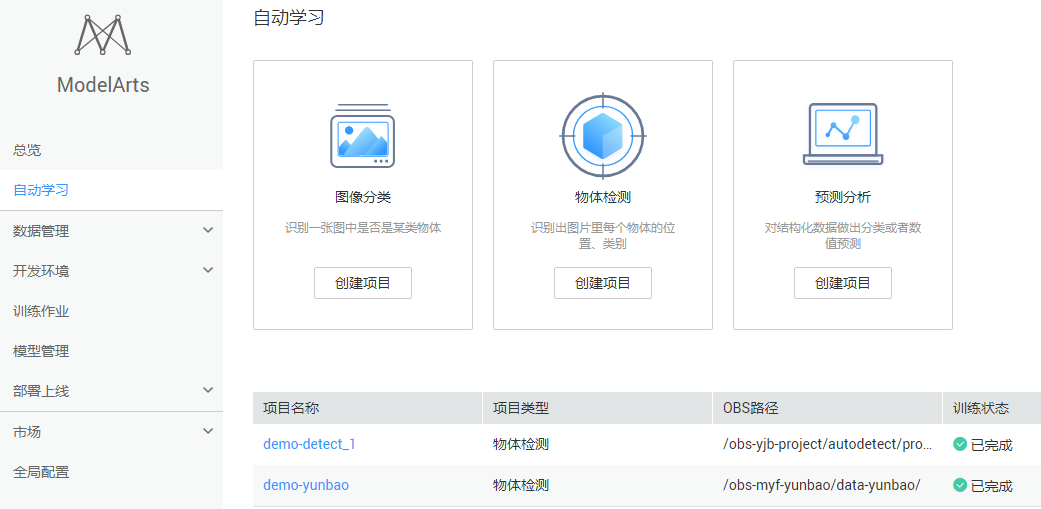 ModelArts
总览
自动学习
数据管理
开发环境
训练作业
模型管理
部署上线
市场
全局配置
自动学习
图像分类
识别一张图中是否是某类物体
创建项目
物体检测
识别出图片里每个物体的位
置、类别
创建项目
预测分析
对结构化数据做出分类或者数
值预测
创建项目
项目名称 项目类型 OBS路径 训练状态
demo-detect_1 物体检测 /obs-yjb-project/autodetect/pro... 已完成
demo-yunbao 物体检测 /obs-myf-yunbao/data-yunbao/ 已完成